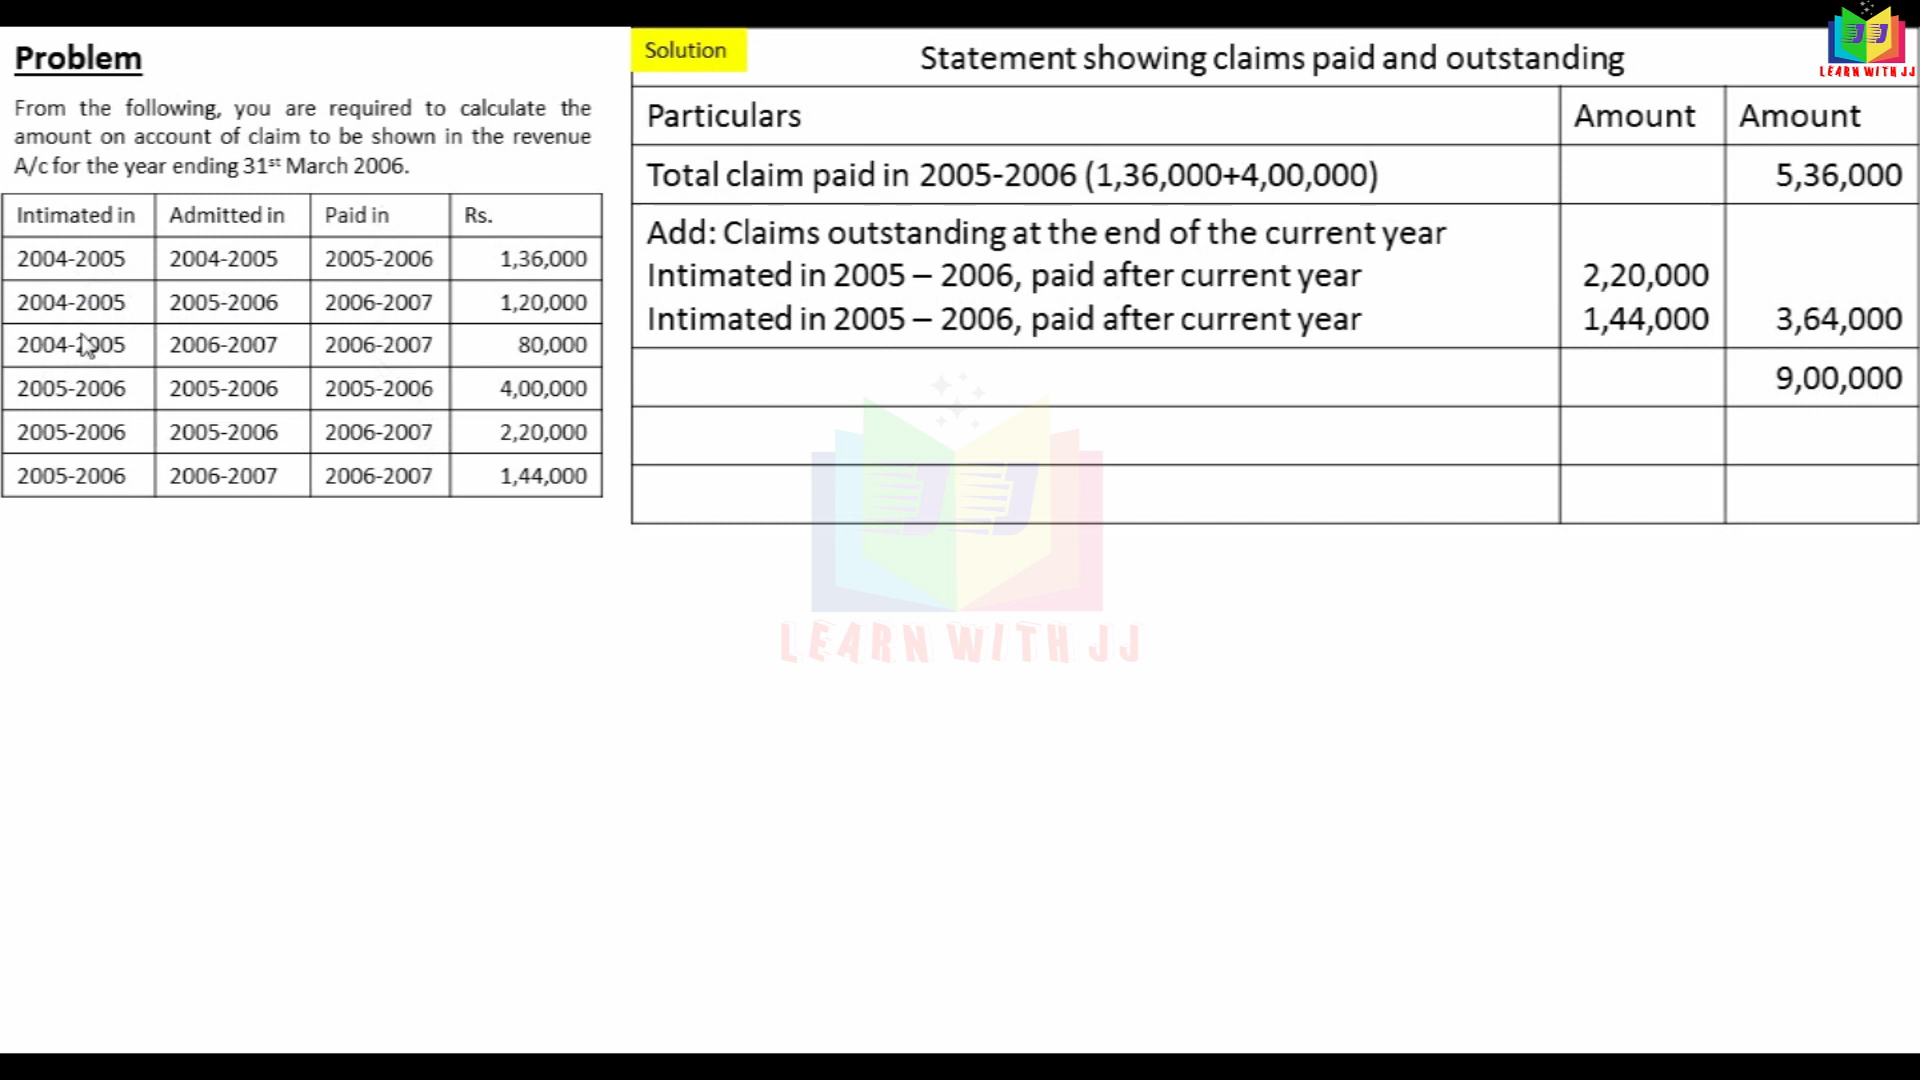 Problem
From the following, you are required to calculate the
amount on account of claim to be shown in the revenue
A/c for the year ending 31st March 2006.
Intimated in Admitted in Paid in Rs.
2004-2005 2004-2005 2005-2006 1,36,000
2004-2005 2005-2006 2006-2007 1,20,000
2004-2005 2006-2007 2006-2007 80,000
2005-2006 2005-2006 2005-2006 4,00,000
2005-2006 2005-2006 2006-2007 2,20,000
2005-2006 2006-2007 2006-2007 1,44,000
Solution
Statement showing claims paid and outstanding
Particulars Amount Amount
Total claim paid in 2005-2006 (1,36,000+4,00,000) 5,36,000
Add: Claims outstanding at the end of the current year
Intimated in 2005 – 2006, paid after current year 2,20,000
Intimated in 2005 – 2006, paid after current year 1,44,000 3,64,000
9,00,000
JJ
LEARN WITH JJ
JJ
LEARN WITH JJ